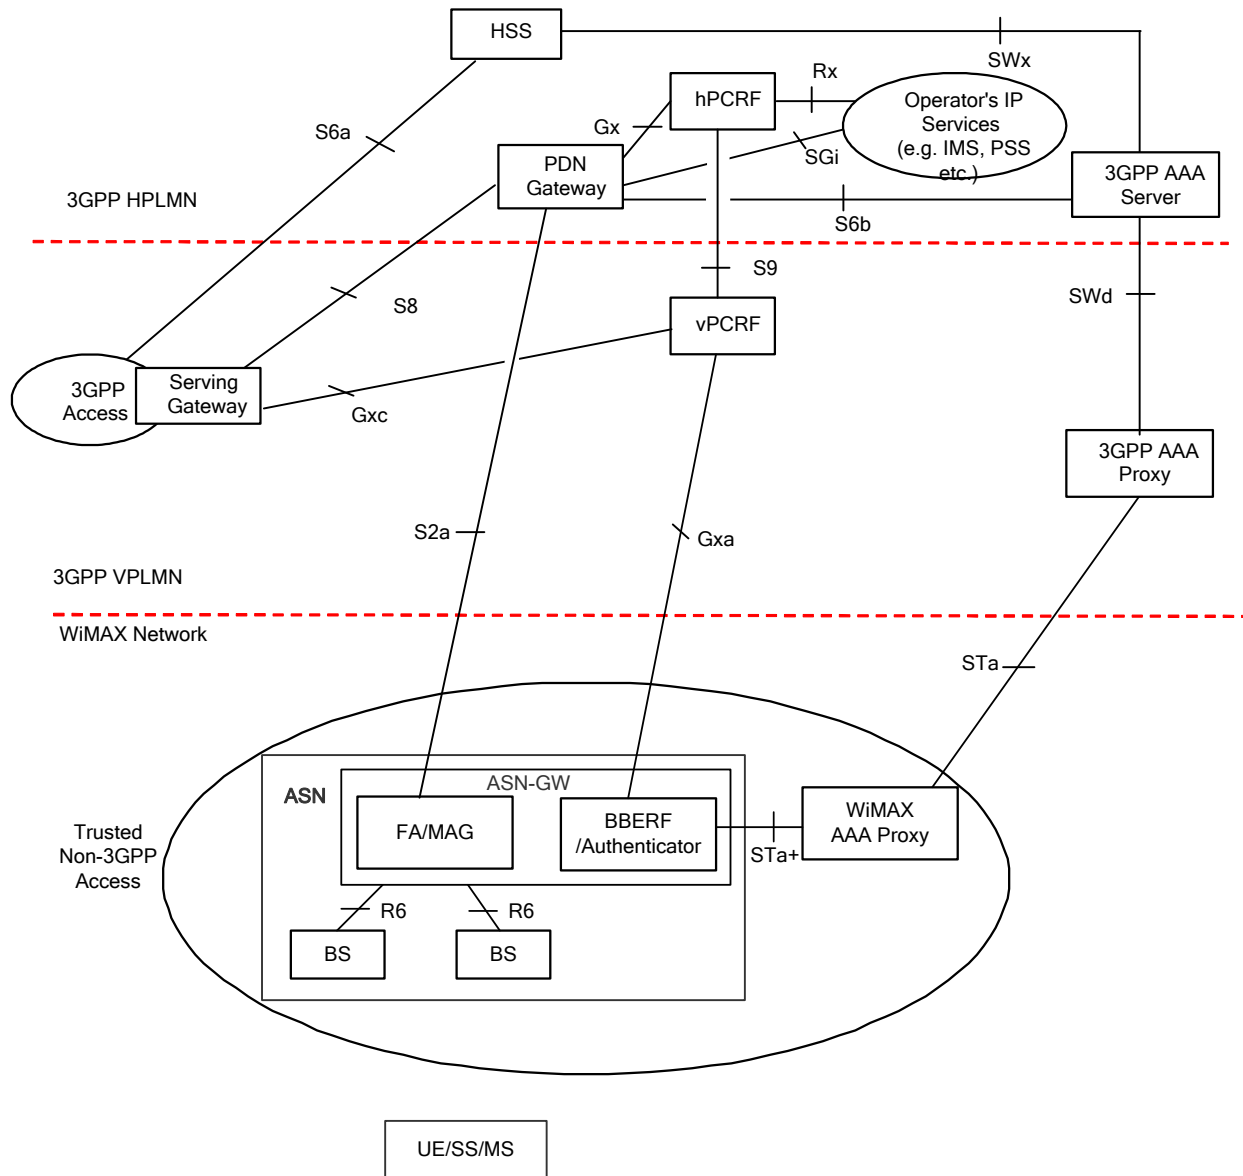 HSS
SWx
Rx
hPCRF
Operator's IP
Services
(e.g. IMS, PSS
etc.)
Gx
S6a
SGi
PDN
Gateway
3GPP AAA
Server
3GPP HPLMN
S6b
S9
SWd
S8
vPCRF
3GPP
Access
Serving
Gateway
Gxc
3GPP AAA
Proxy
S2a
Gxa
3GPP VPLMN
WiMAX Network
STa
ASN-GW
ASN
FA/MAG
BBERF
/Authenticator
WiMAX
AAA Proxy
STa+
Trusted
Non-3GPP
Access
R6
R6
BS
BS
UE/SS/MS